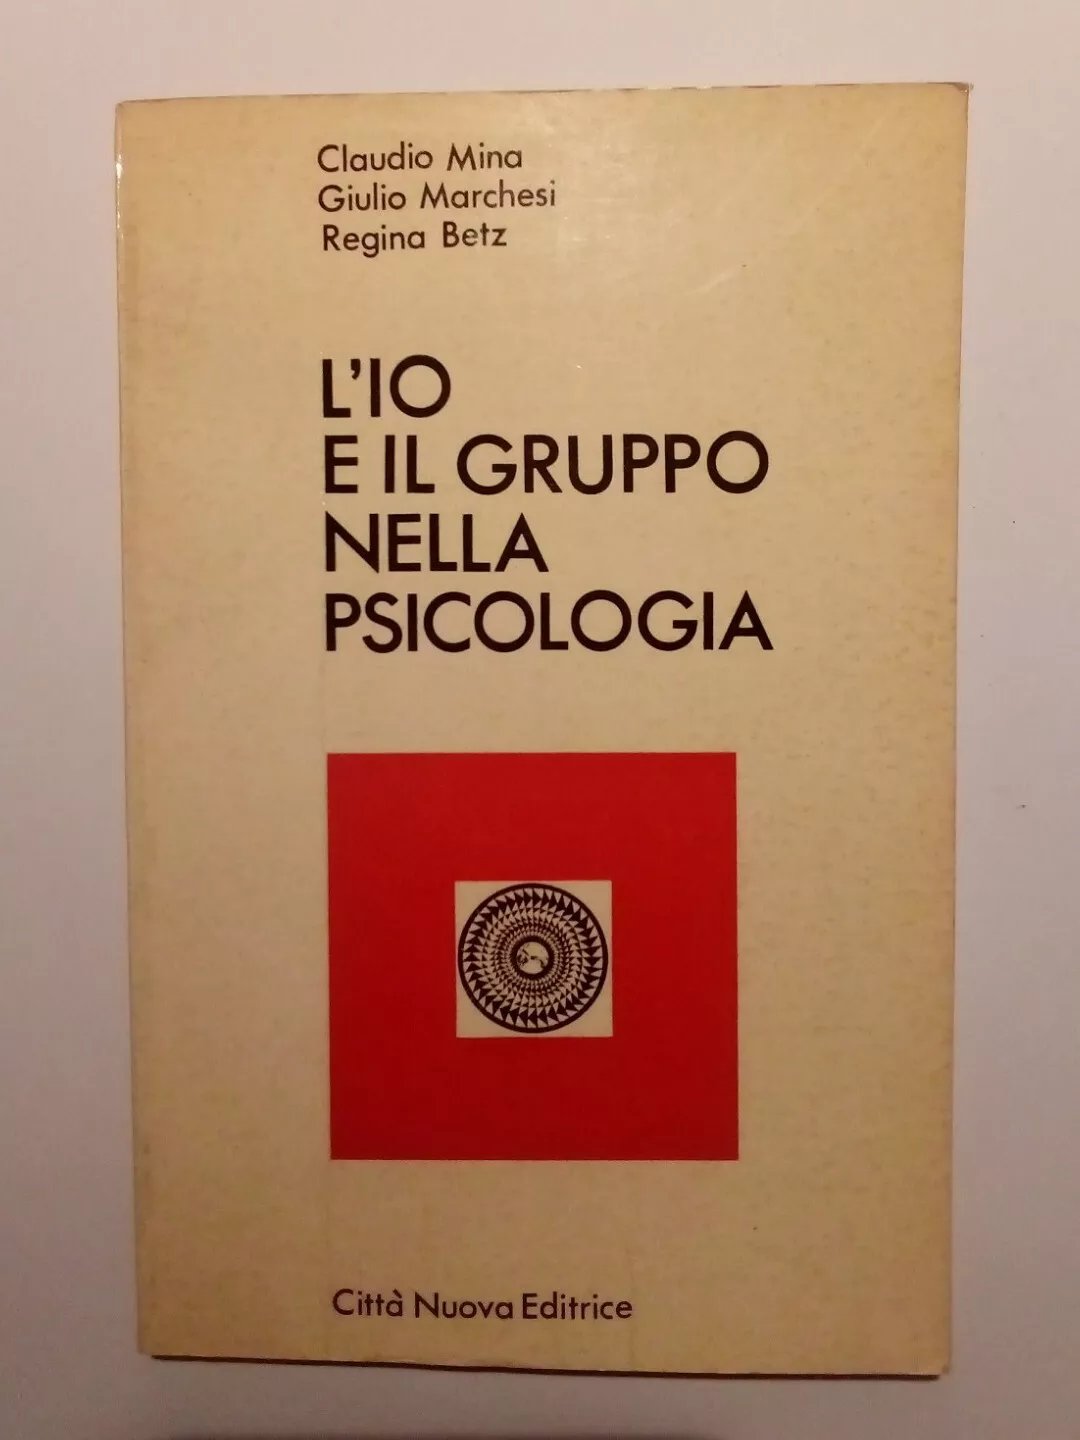 Claudio Mina
Giulio Marchesi
Regina Betz
L'IO
E IL GRUPPO
NELLA
PSICOLOGIA
Città Nuova Editrice